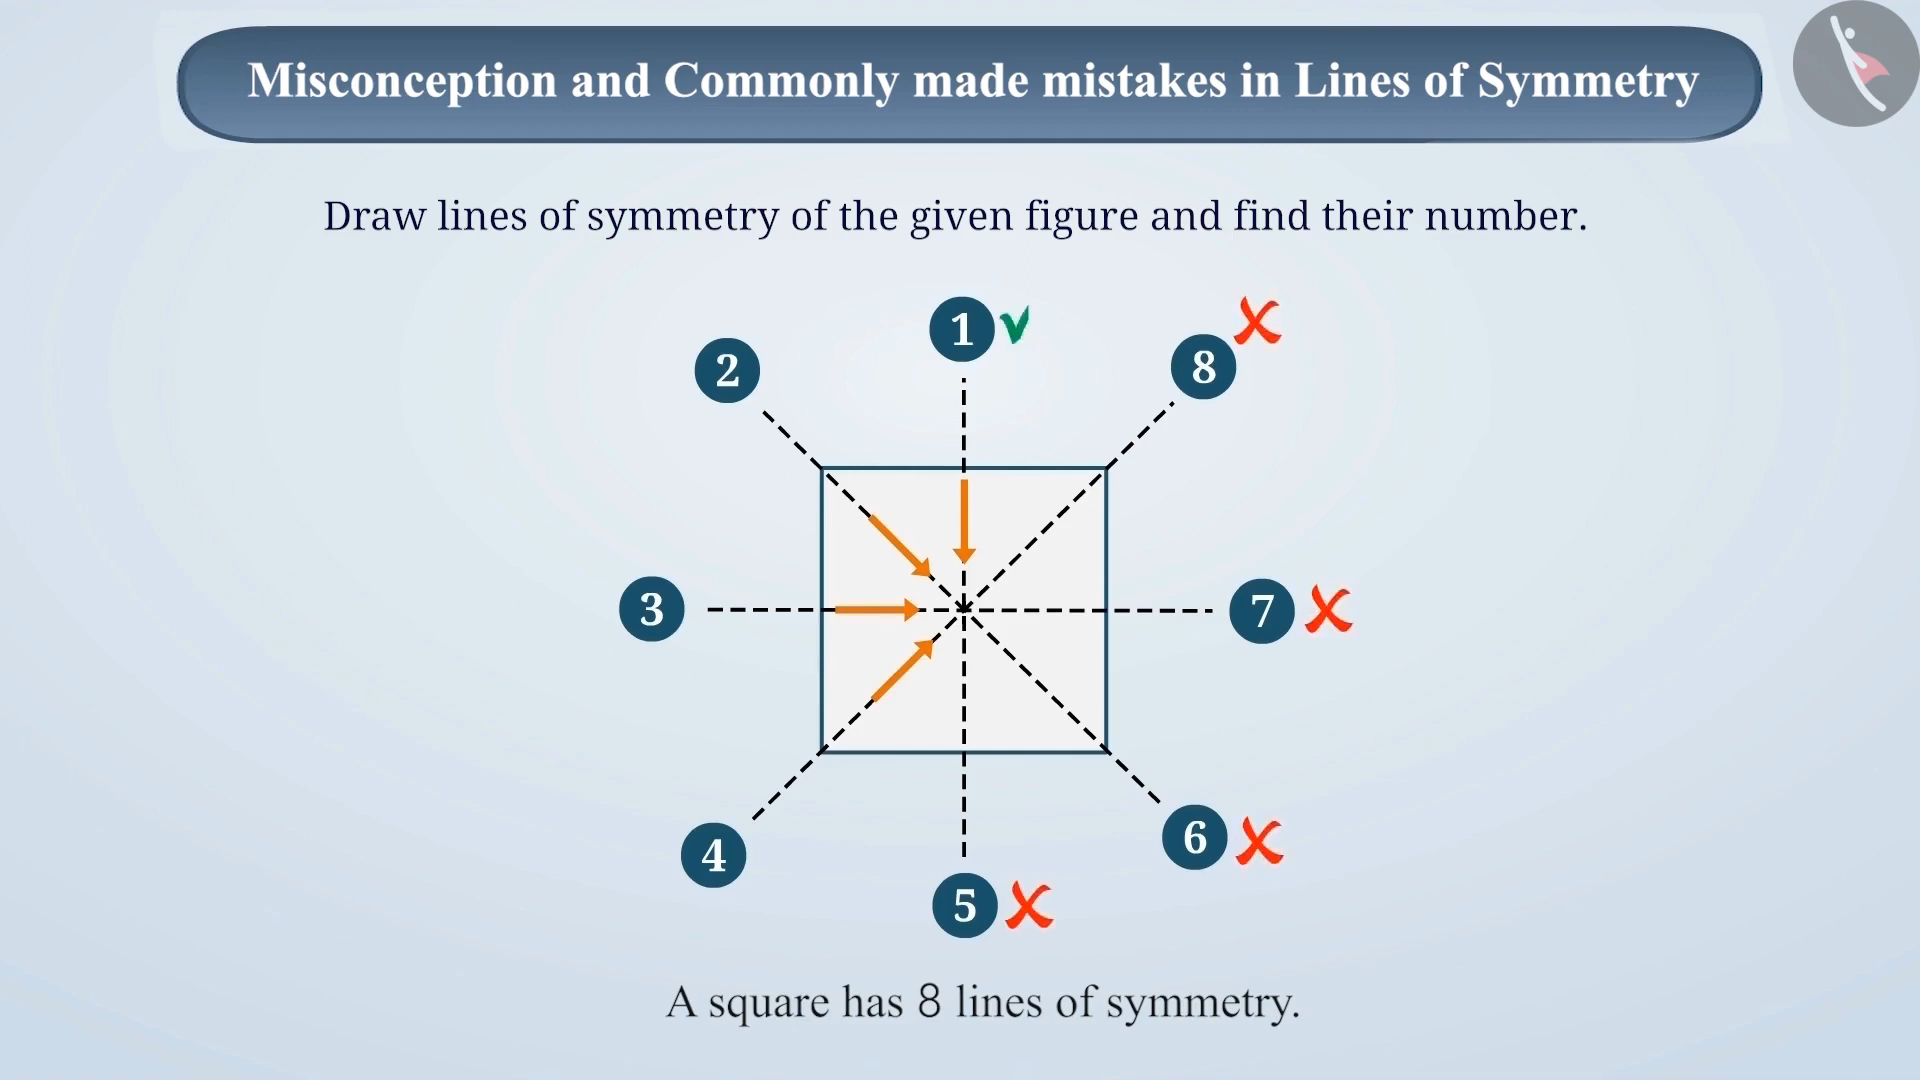 Misconception and Commonly made mistakes in Lines of Symmetry
Draw lines of symmetry of the given figure and find their number.
1
2
8
3
7
4
6
5
A square has 8 lines of symmetry.